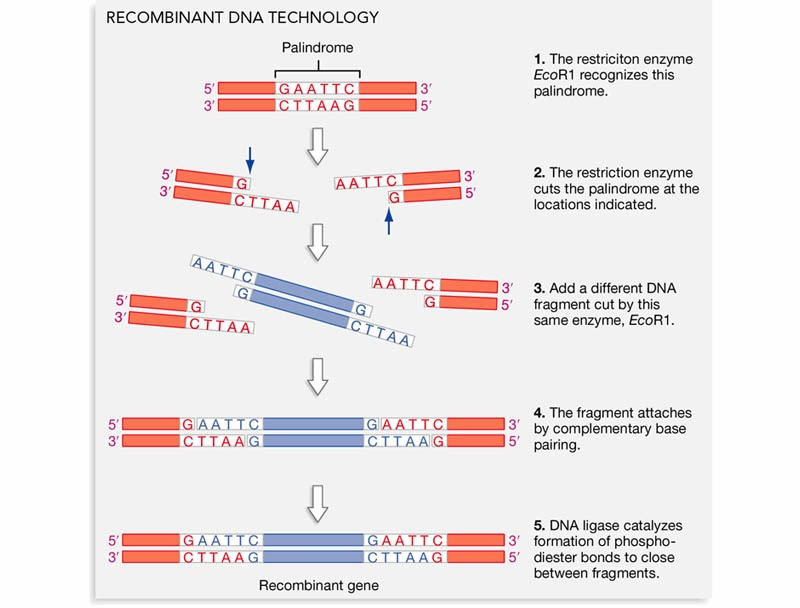 RECOMBINANT DNA TECHNOLOGY
Palindrome
5′ GAATTC 3′
3′ CTTAAG 5′
1. The restriciton enzyme
EcoR1 recognizes this
palindrome.
5′ G
3′ CTTAA
AATTC 3′
G 5′
2. The restriction enzyme
cuts the palindrome at the
locations indicated.
5′ G
3′ CTTAA
AATTC G
G CTTAA
AATTC 3′
G 5′
3. Add a different DNA
fragment cut by this
same enzyme, EcoR1.
5′ GAATTC GAATTC 3′
3′ CTTAAG CTTAAG 5′
4. The fragment attaches
by complementary base
pairing.
5′ GAATTC GAATTC 3′
3′ CTTAAG CTTAAG 5′
Recombinant gene
5. DNA ligase catalyzes
formation of phospho-
diester bonds to close
between fragments.